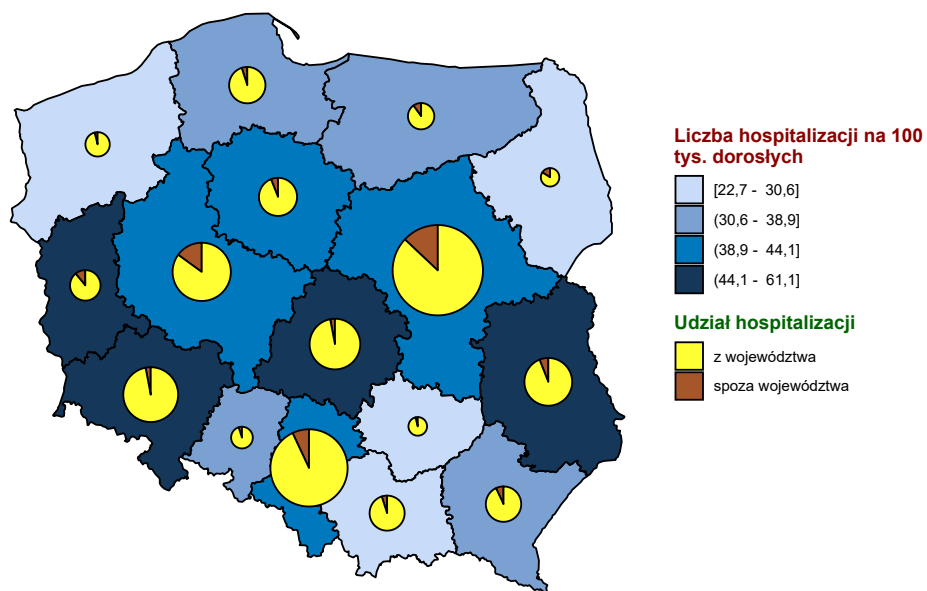 Liczba hospitalizacji na 100
tys. dorosłych
[22,7 - 30,6]
(30,6 - 38,9]
(38,9 - 44,1]
(44,1 - 61,1]
Udział hospitalizacji
z województwa
spoza województwa